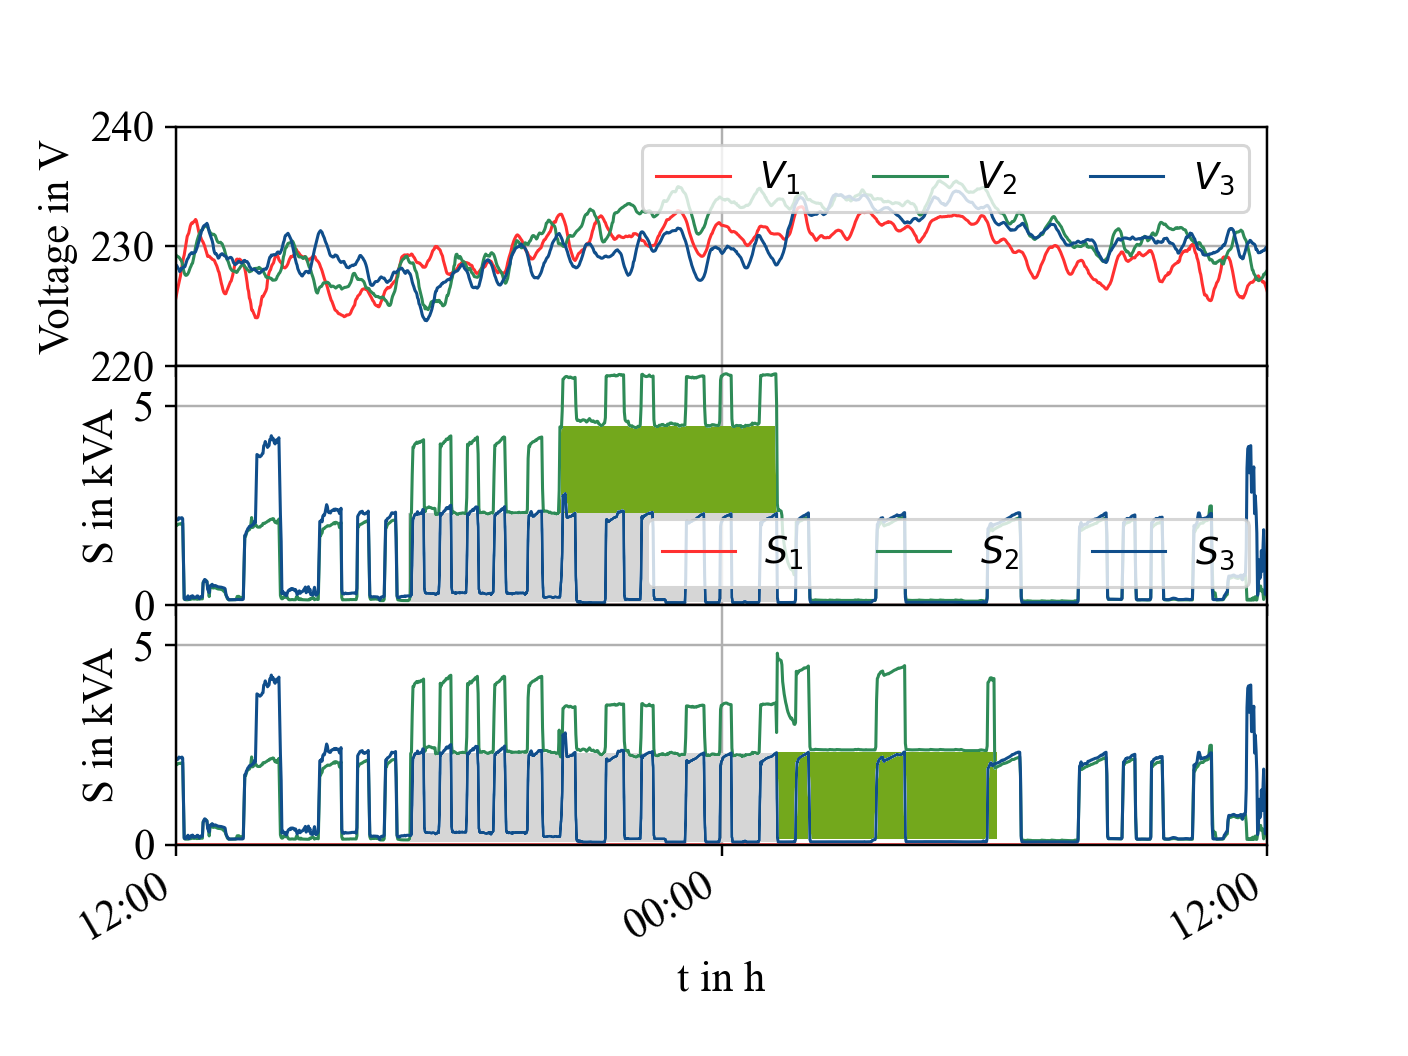 240
230
220
Voltage in V
V1 V2 V3
5
0
S in kVA
S1 S2 S3
5
0
S in kVA
12:00 00:00 12:00
t in h